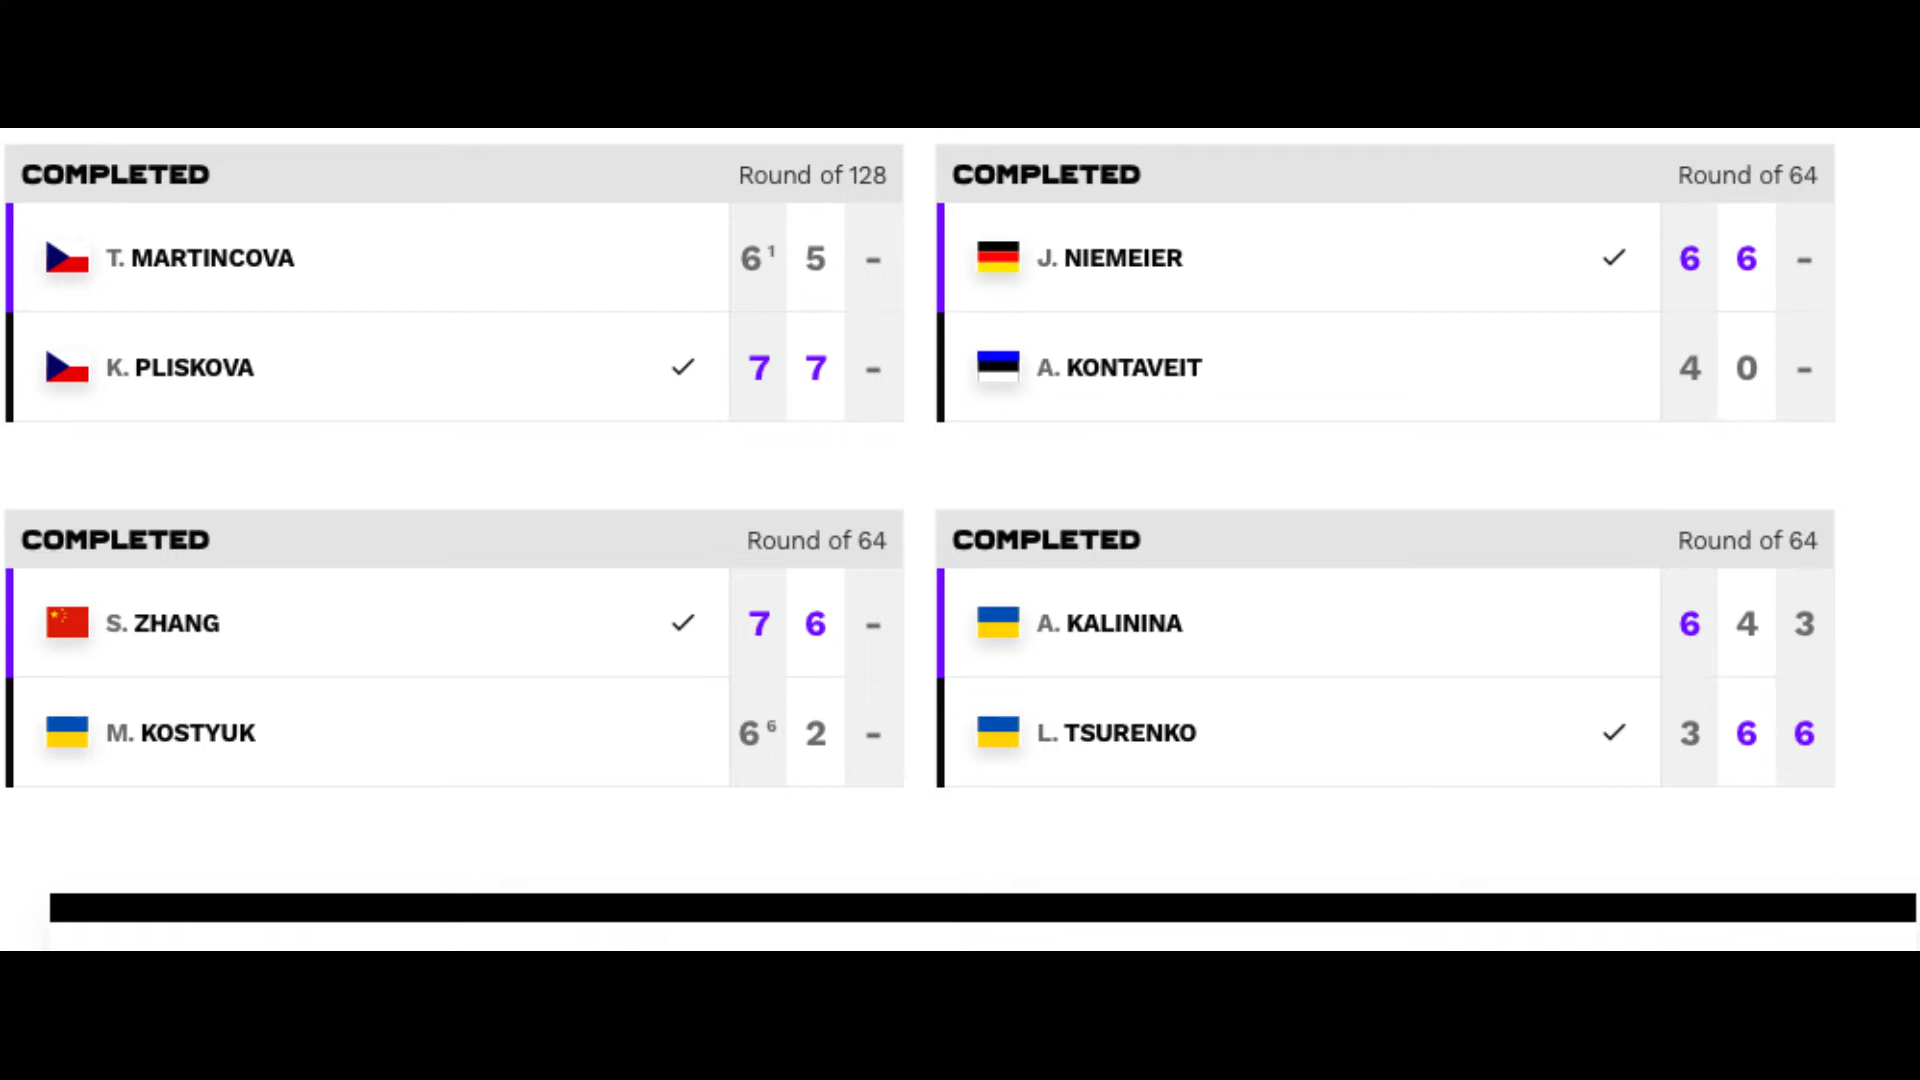 COMPLETED Round of 128
T. MARTINCOVA 6 1 5 -
K. PLISKOVA ✓ 7 7 -
COMPLETED Round of 64
J. NIEMEIER ✓ 6 6 -
A. KONTAVEIT 4 0 -
COMPLETED Round of 64
S. ZHANG ✓ 7 6 -
M. KOSTYUK 6 6 2 -
COMPLETED Round of 64
A. KALININA 6 4 3
L. TSURENKO ✓ 3 6 6